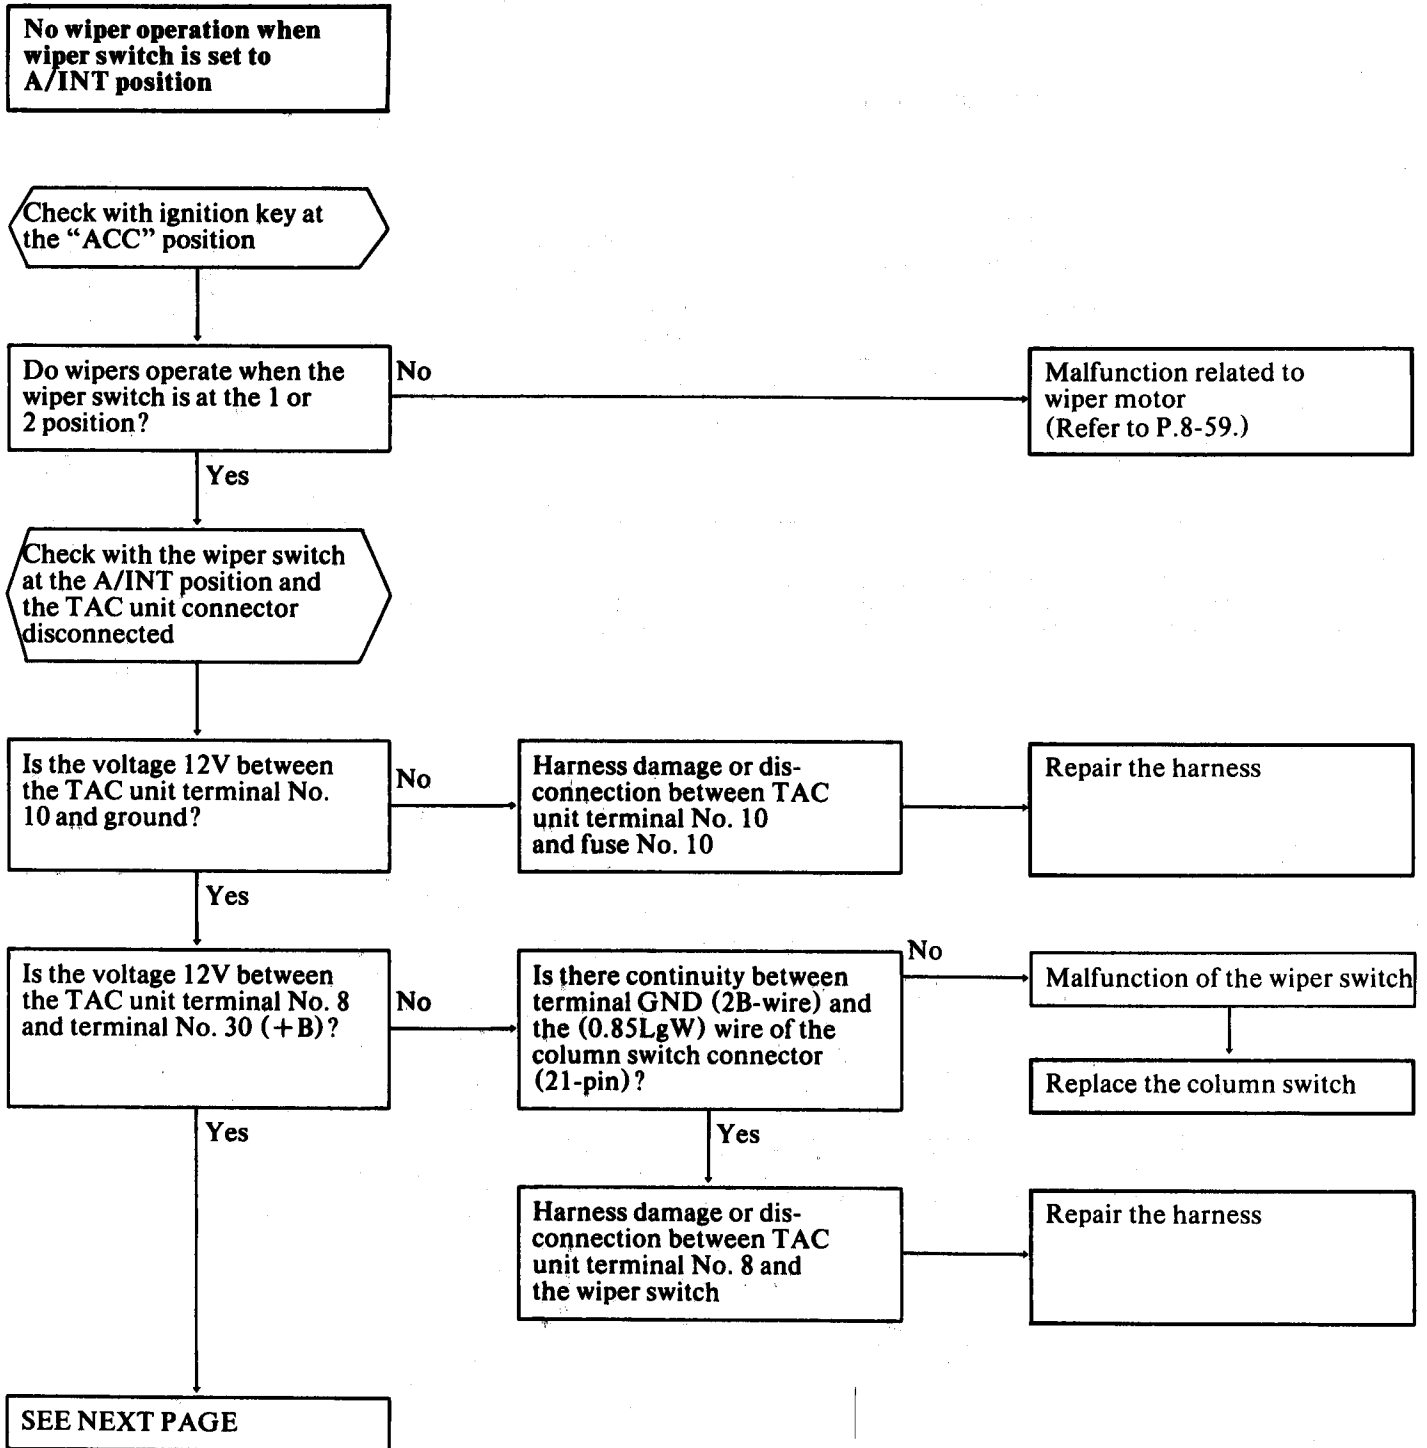 No wiper operation when
wiper switch is set to
A/INT position
Check with ignition key at
the “ACC” position
Do wipers operate when the
wiper switch is at the 1 or
2 position?
No
Malfunction related to
wiper motor
(Refer to P.8-59.)
Yes
Check with the wiper switch
at the A/INT position and
the TAC unit connector
disconnected
Is the voltage 12V between
the TAC unit terminal No.
10 and ground?
No
Harness damage or dis-
connection between TAC
unit terminal No. 10
and fuse No. 10
Repair the harness
Yes
Is the voltage 12V between
the TAC unit terminal No. 8
and terminal No. 30 (+B)?
No
Is there continuity between
terminal GND (2B-wire) and
the (0.85LgW) wire of the
column switch connector
(21-pin)?
No
Malfunction of the wiper switch
Replace the column switch
Yes
Harness damage or dis-
connection between TAC
unit terminal No. 8 and
the wiper switch
Repair the harness
Yes
SEE NEXT PAGE